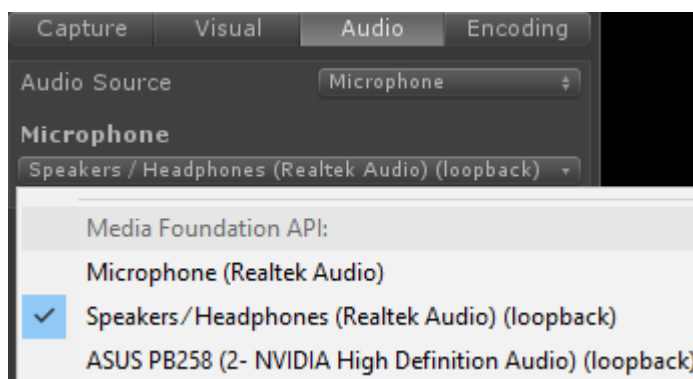 Capture Visual Audio Encoding
Audio Source Microphone
Microphone
Speakers / Headphones (Realtek Audio) (loopback)
Media Foundation API:
Microphone (Realtek Audio)
Speakers/Headphones (Realtek Audio) (loopback)
ASUS PB258 (2- NVIDIA High Definition Audio) (loopback)